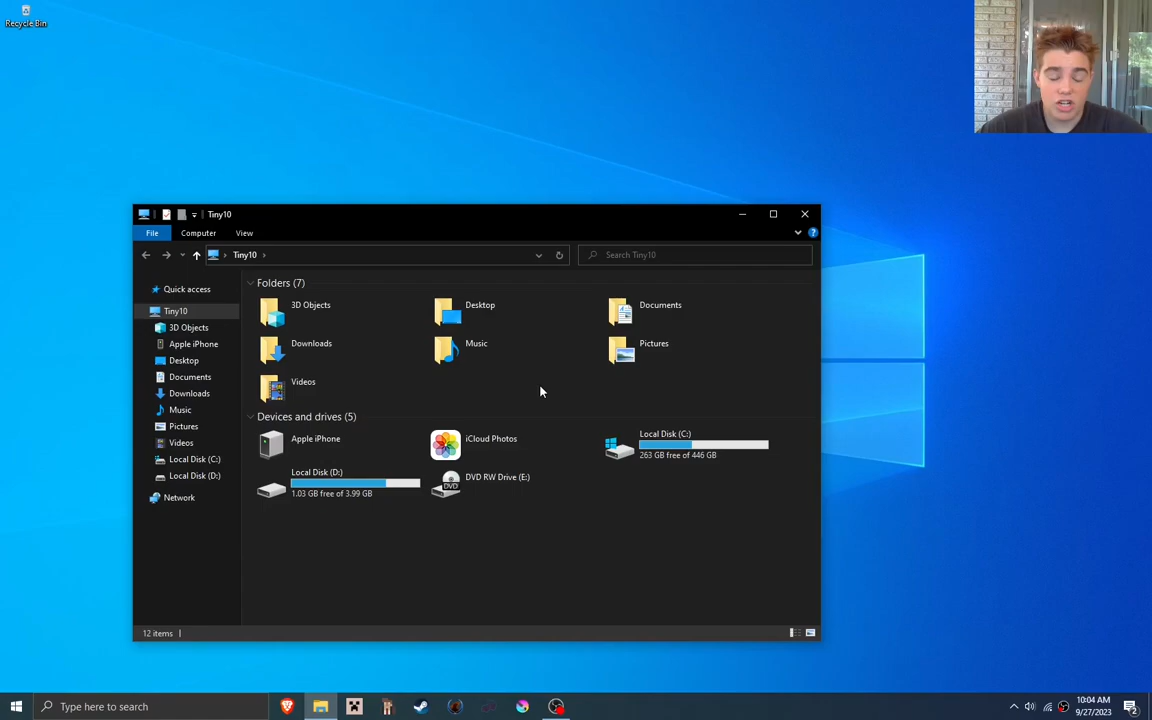 Recycle Bin
Tiny10
File
Computer
View
Tiny10
Search Tiny10
Quick access
Tiny10
3D Objects
Apple iPhone
Desktop
Documents
Downloads
Music
Pictures
Videos
Local Disk (C:)
Local Disk (D:)
Network
Folders (7)
3D Objects
Desktop
Documents
Downloads
Music
Pictures
Videos
Devices and drives (5)
Apple iPhone
iCloud Photos
Local Disk (C:)
263 GB free of 446 GB
Local Disk (D:)
1.03 GB free of 3.99 GB
DVD
DVD RW Drive (E:)
12 items
Type here to search
10:04 AM
9/27/2023
2